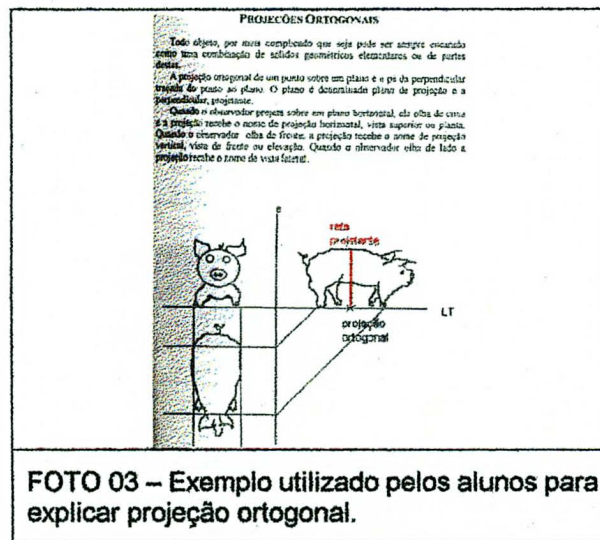 PROJEÇÕES ORTOGONAIS
Todo objeto, por mais complicado que seja pode ser sempre encarado
como uma combinação de sólidos geométricos elementares ou de partes
destes.
A projeção ortogonal de um ponto sobre um plano é o pé da perpendicular
traçada do ponto ao plano. O plano é denominado plano de projeção e a
perpendicular, projetante.
Quando o observador projeta sobre um plano horizontal, ele olha de cima
e a projeção recebe o nome de projeção horizontal, vista superior ou planta.
Quando o observador olha de frente, a projeção recebe o nome de projeção
vertical, vista de frente ou elevação. Quando o observador olha de lado a
projeção recebe o nome de vista lateral.
reta
projetante
LT
projeção
ortogonal
FOTO 03 – Exemplo utilizado pelos alunos para
explicar projeção ortogonal.